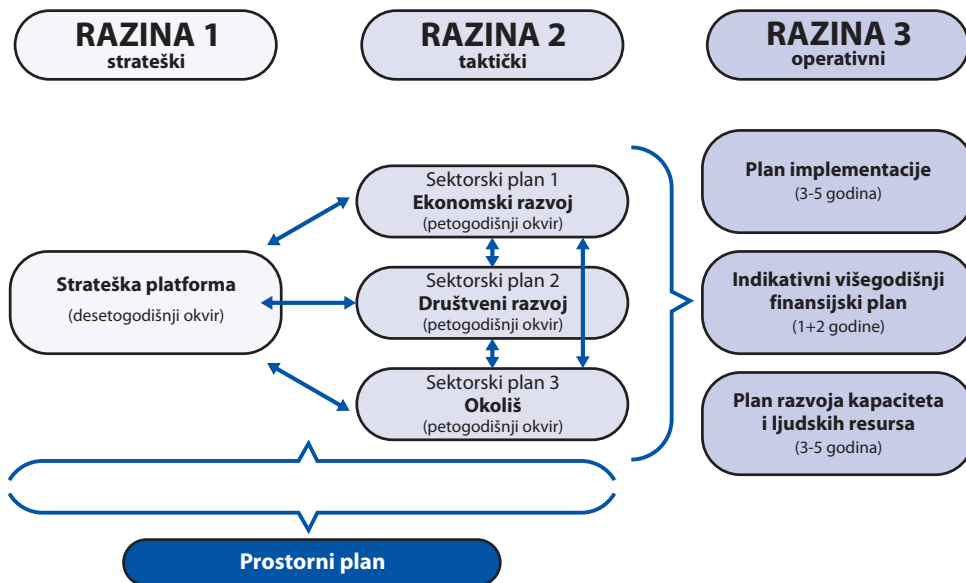 RAZINA 1
strateški
RAZINA 2
taktički
RAZINA 3
operativni
Strateška platforma
(desetogodišnji okvir)
Sektorski plan 1
Ekonomski razvoj
(petogodišnji okvir)
Sektorski plan 2
Društveni razvoj
(petogodišnji okvir)
Sektorski plan 3
Okoliš
(petogodišnji okvir)
Plan implementacije
(3-5 godina)
Indikativni višegodišnji
finansijski plan
(1+2 godine)
Plan razvoja kapaciteta
i ljudskih resursa
(3-5 godina)
Prostorni plan